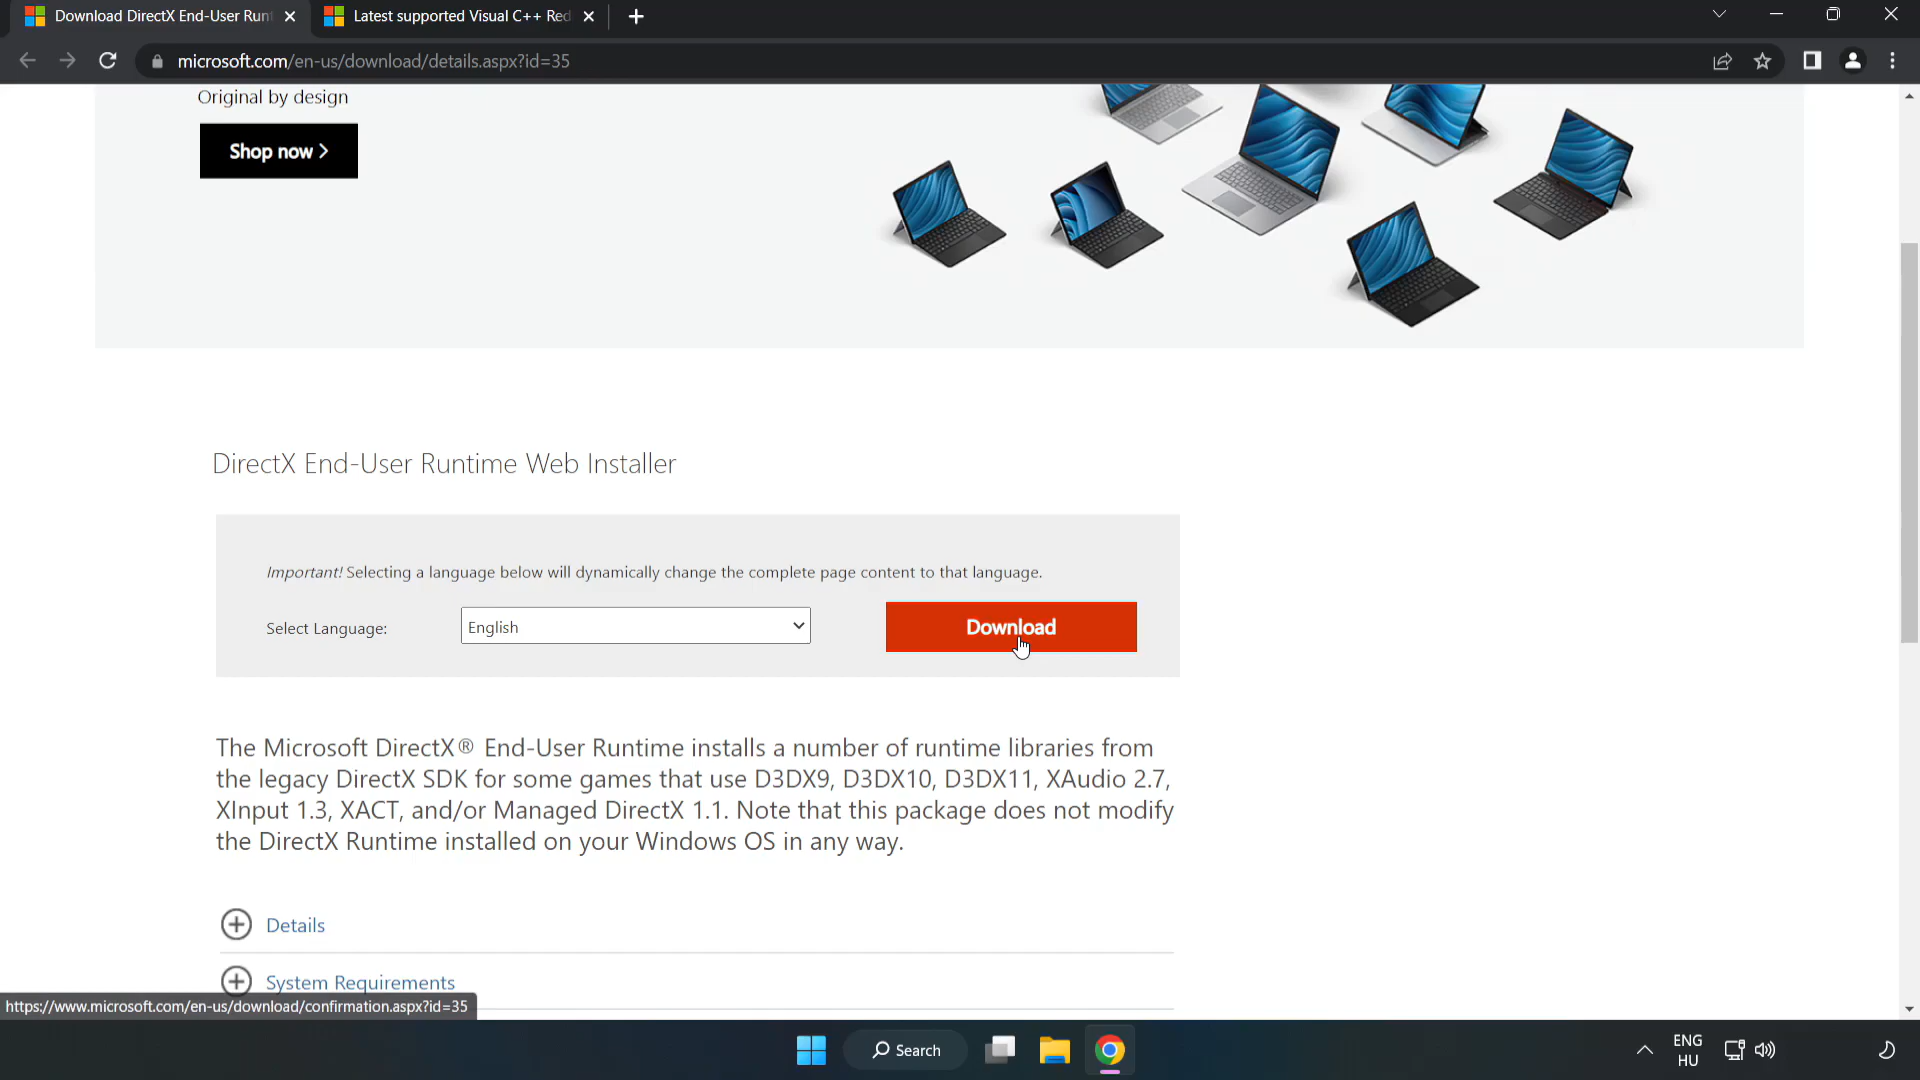 Download DirectX End-User Runt
Latest supported Visual C++ Red
microsoft.com/en-us/download/details.aspx?id=35
Original by design
Shop now
DirectX End-User Runtime Web Installer
Important! Selecting a language below will dynamically change the complete page content to that language.
Select Language:
English
Download
The Microsoft DirectX® End-User Runtime installs a number of runtime libraries from
the legacy DirectX SDK for some games that use D3DX9, D3DX10, D3DX11, XAudio 2.7,
XInput 1.3, XACT, and/or Managed DirectX 1.1. Note that this package does not modify
the DirectX Runtime installed on your Windows OS in any way.
Details
System Requirements
https://www.microsoft.com/en-us/download/confirmation.aspx?id=35
Search
ENG
HU